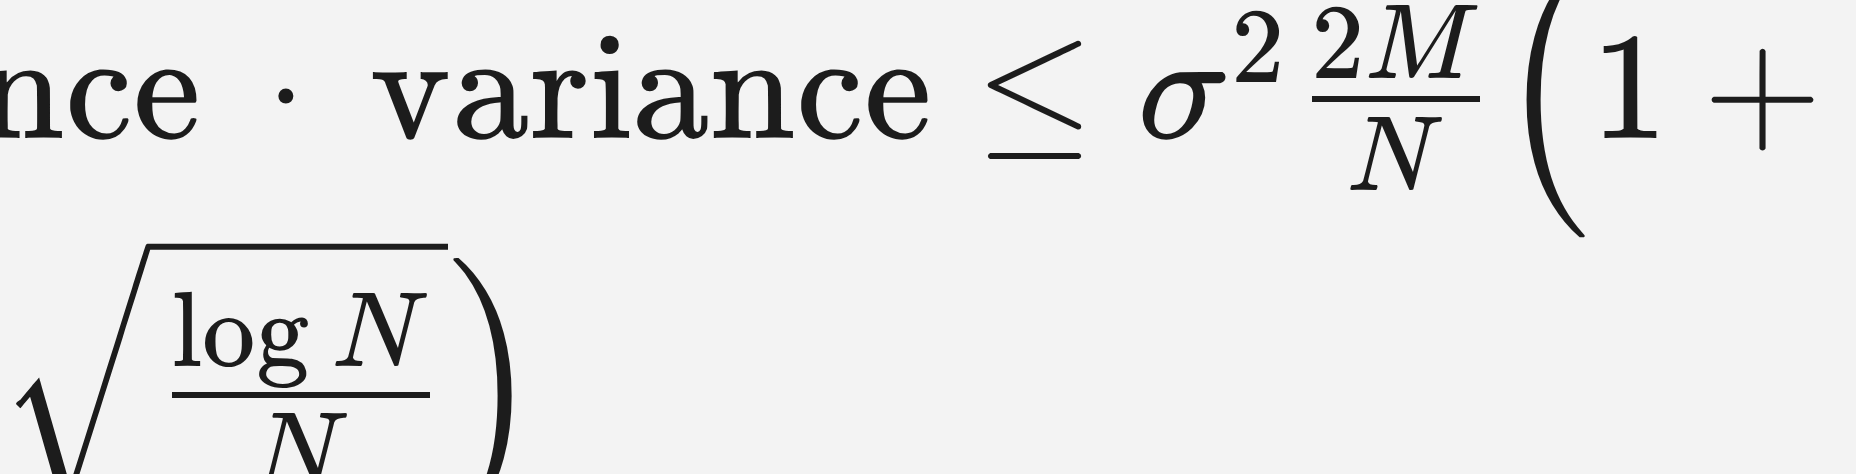 nce · variance ≤ σ² 2M/N (1 +
√(log N/N))